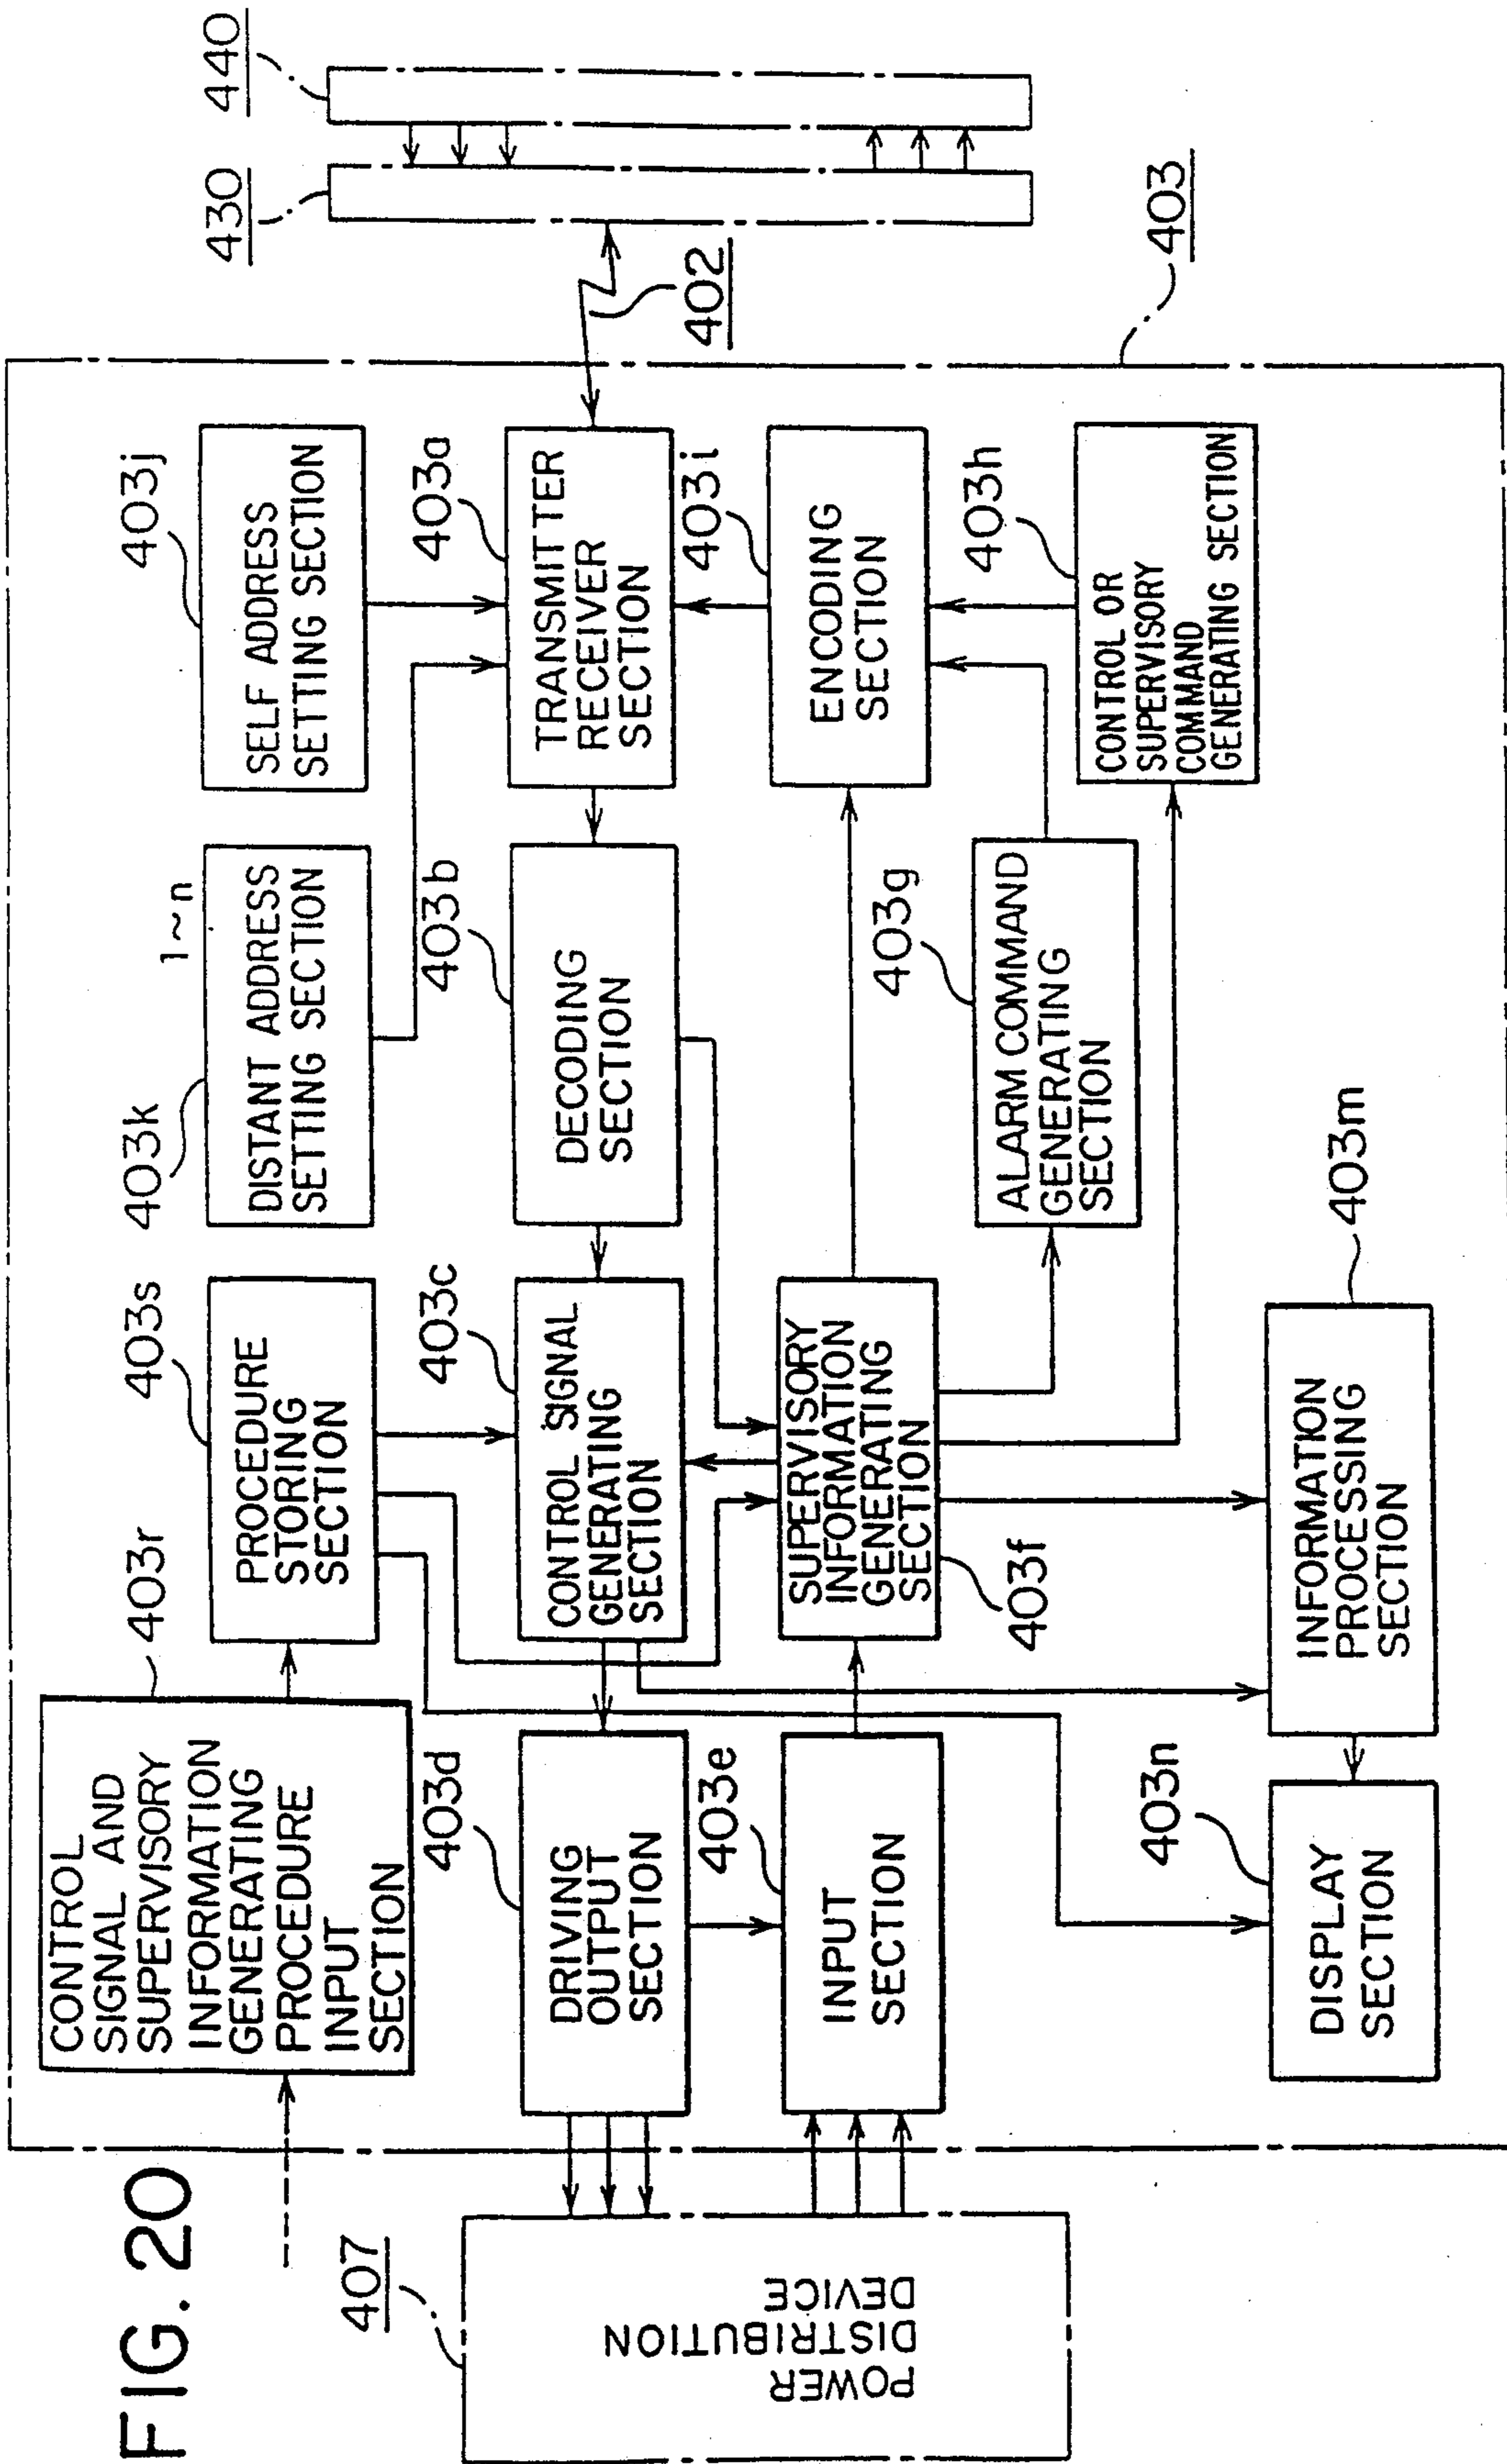 FIG. 20
CONTROL
SIGNAL AND
SUPERVISORY
INFORMATION
GENERATING
PROCEDURE
INPUT
SECTION
403r
PROCEDURE
STORING
SECTION
403s
DISTANT ADDRESS
SETTING SECTION
403k
1~n
SELF ADDRESS
SETTING SECTION
403j
407
POWER
DISTRIBUTION
DEVICE
DRIVING
OUTPUT
SECTION
403d
CONTROL SIGNAL
GENERATING
SECTION
403c
DECODING
SECTION
403b
TRANSMITTER
RECEIVER
SECTION
403a
402
430
440
INPUT
SECTION
403e
SUPERVISORY
INFORMATION
GENERATING
SECTION
403f
ENCODING
SECTION
403i
ALARM COMMAND
GENERATING
SECTION
403g
CONTROL OR
SUPERVISORY
COMMAND
GENERATING SECTION
403h
403
DISPLAY
SECTION
403n
INFORMATION
PROCESSING
SECTION
403m